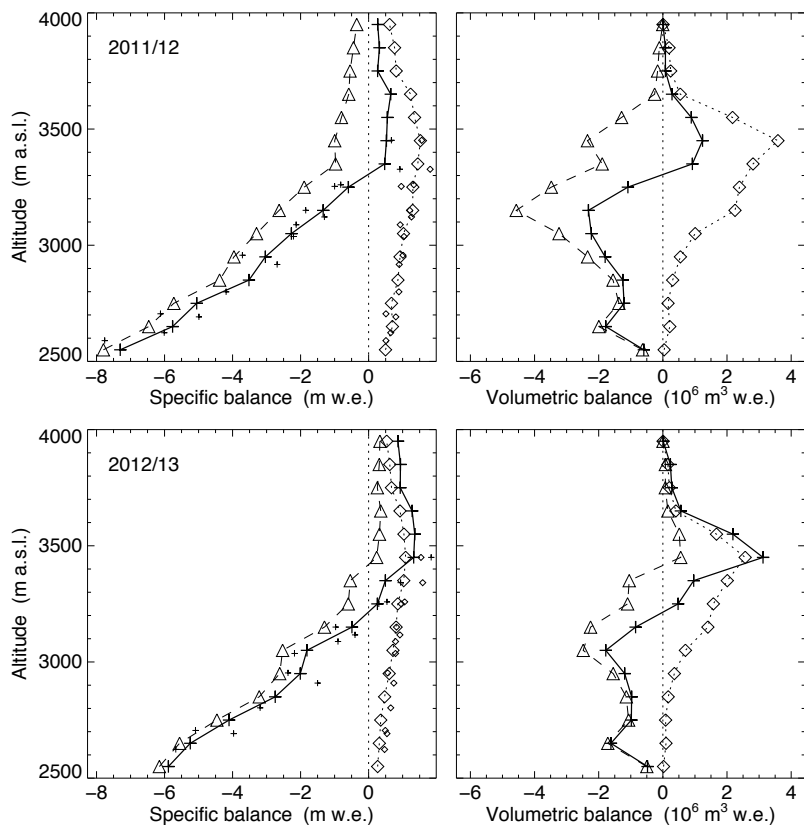 4000
3500
3000
2500
Altitude (m a.s.l.)
2011/12
−8 −6 −4 −2 0
Specific balance (m w.e.)
−4 −2 0 2 4
Volumetric balance (10⁶ m³ w.e.)
4000
3500
3000
2500
Altitude (m a.s.l.)
2012/13
−8 −6 −4 −2 0
Specific balance (m w.e.)
−4 −2 0 2 4
Volumetric balance (10⁶ m³ w.e.)